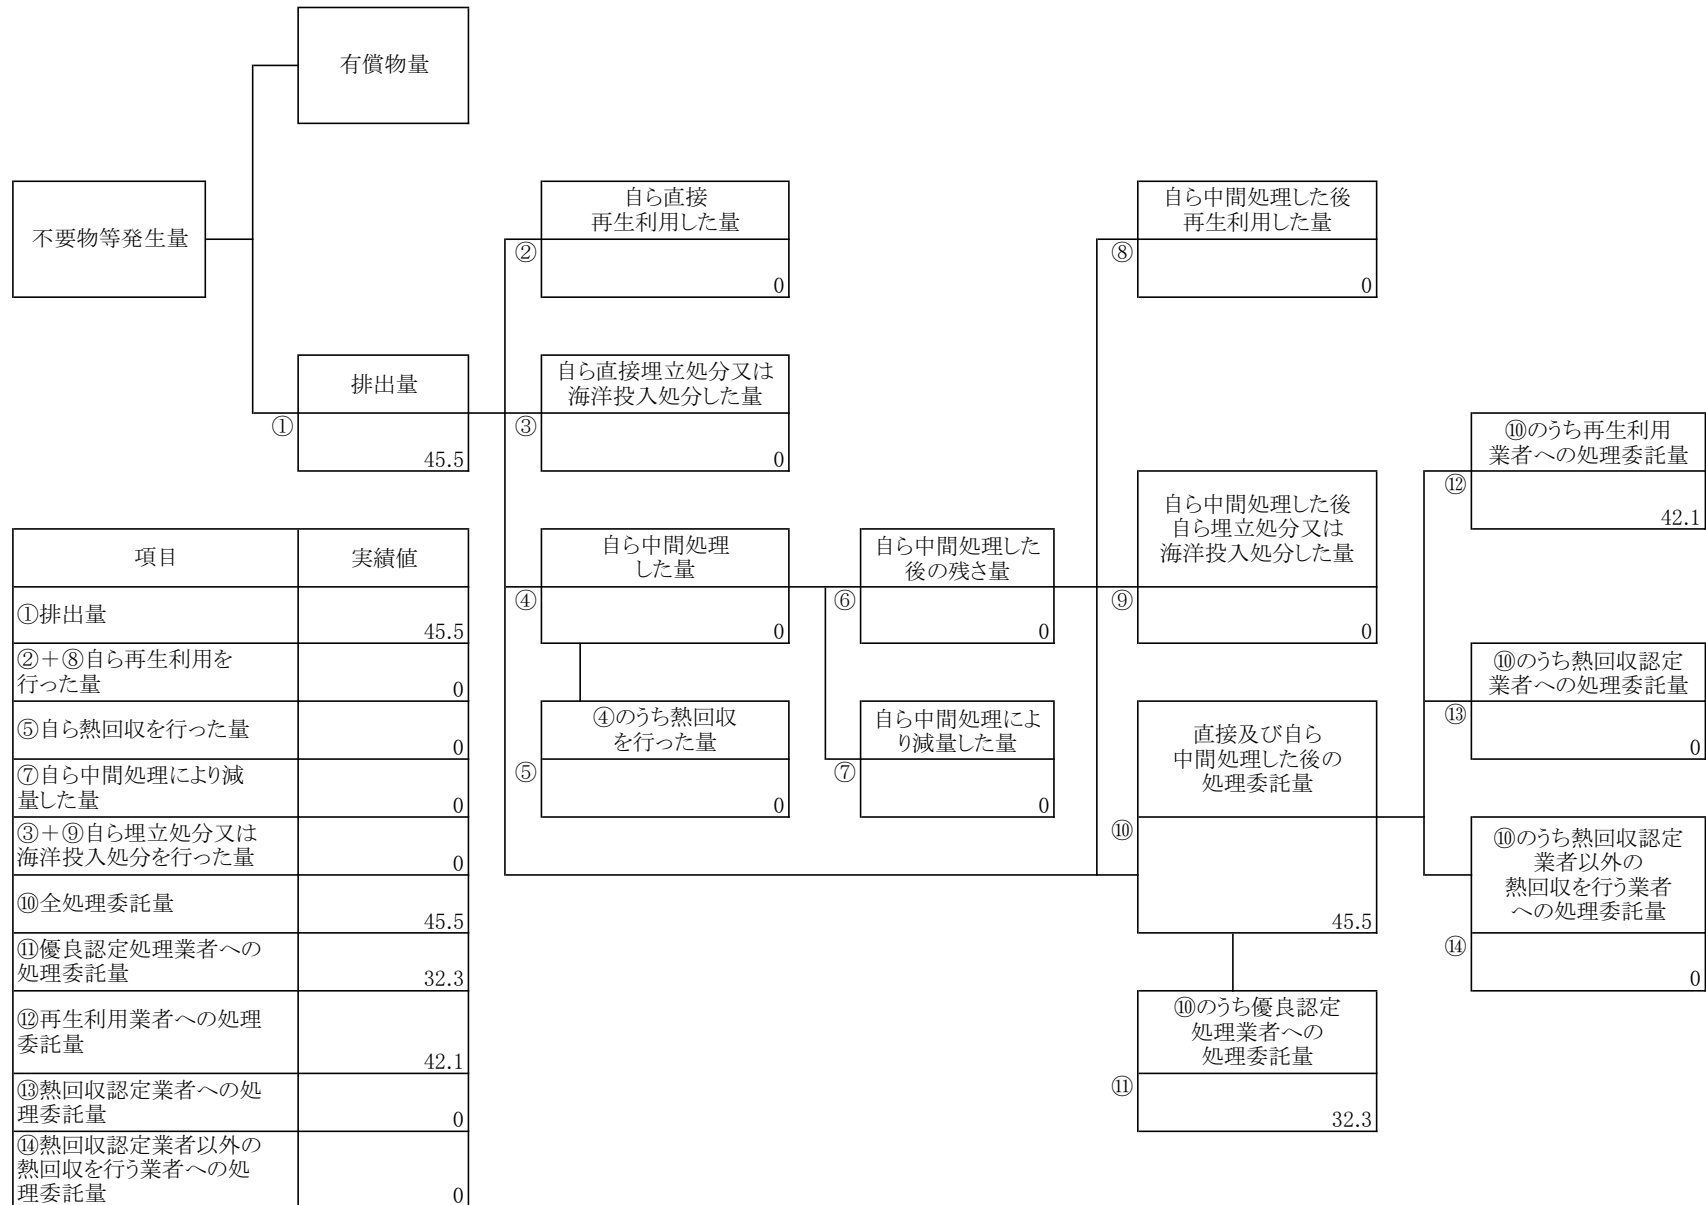 有償物量
不要物等発生量
排出量
①
45.5
自ら直接
再生利用した量
②
0
自ら直接埋立処分又は
海洋投入処分した量
③
0
自ら中間処理
した量
④
0
④のうち熱回収
を行った量
⑤
0
自ら中間処理した
後の残さ量
⑥
0
自ら中間処理によ
り減量した量
⑦
0
自ら中間処理した後
再生利用した量
⑧
0
自ら中間処理した後
自ら埋立処分又は
海洋投入処分した量
⑨
0
直接及び自ら
中間処理した後の
処理委託量
⑩
45.5
⑩のうち優良認定
処理業者への
処理委託量
⑪
32.3
⑩のうち再生利用
業者への処理委託量
⑫
42.1
⑩のうち熱回収認定
業者への処理委託量
⑬
0
⑩のうち熱回収認定
業者以外の
熱回収を行う業者
への処理委託量
⑭
0
項目 実績値
①排出量
45.5
②+⑧自ら再生利用を
行った量 0
⑤自ら熱回収を行った量
0
⑦自ら中間処理により減
量した量 0
③+⑨自ら埋立処分又は
海洋投入処分を行った量 0
⑩全処理委託量
45.5
⑪優良認定処理業者への
処理委託量 32.3
⑫再生利用業者への処理
委託量
42.1
⑬熱回収認定業者への処
理委託量 0
⑭熱回収認定業者以外の
熱回収を行う業者への処
理委託量 0